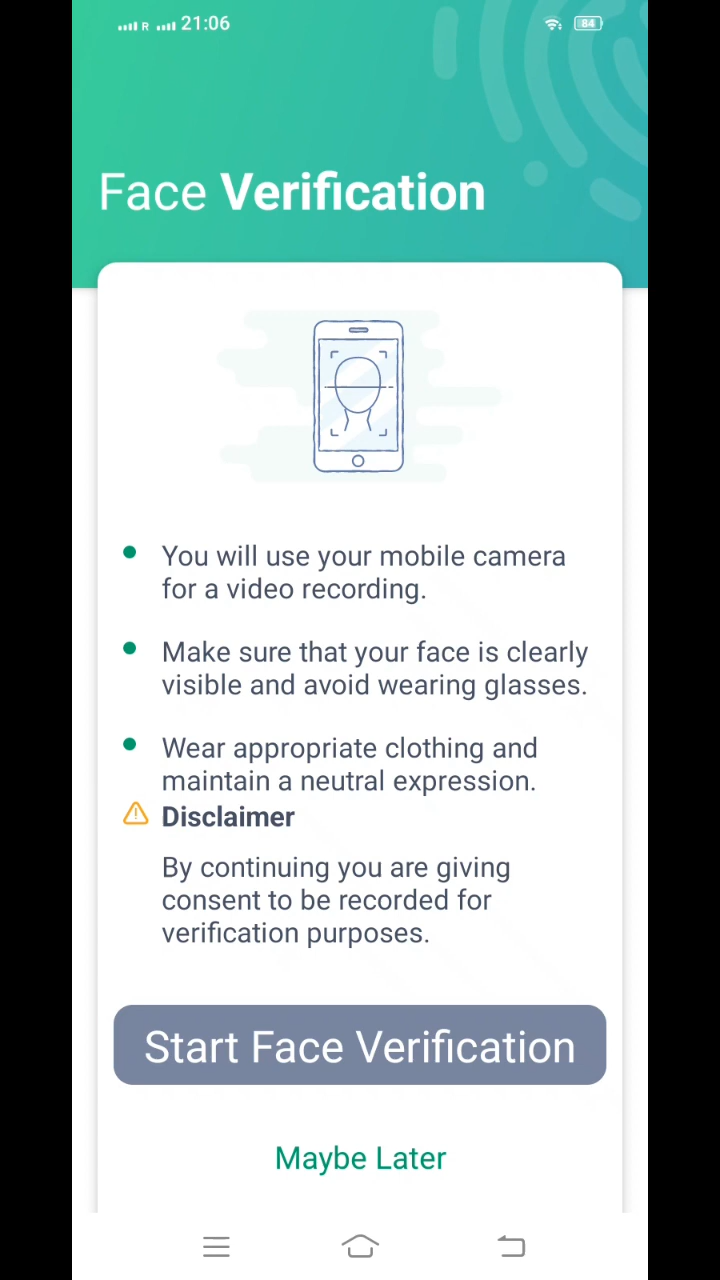 R 21:06 84
Face Verification
You will use your mobile camera
for a video recording.
Make sure that your face is clearly
visible and avoid wearing glasses.
Wear appropriate clothing and
maintain a neutral expression.
Disclaimer
By continuing you are giving
consent to be recorded for
verification purposes.
Start Face Verification
Maybe Later